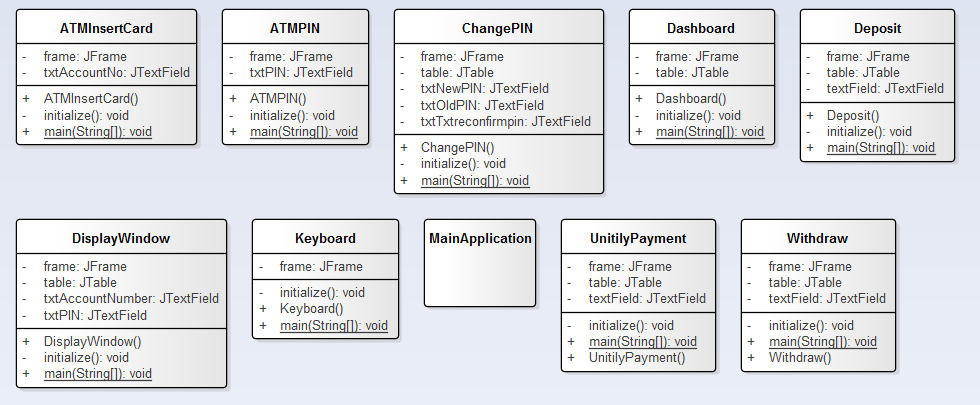 ATMInsertCard
- frame: JFrame
- txtAccountNo: JTextField
+ ATMInsertCard()
- initialize(): void
+ main(String[]): void
ATMPIN
- frame: JFrame
- txtPIN: JTextField
+ ATMPIN()
- initialize(): void
+ main(String[]): void
ChangePIN
- frame: JFrame
- table: JTable
- txtNewPIN: JTextField
- txtOldPIN: JTextField
- txtTxtreconfirmpin: JTextField
+ ChangePIN()
- initialize(): void
+ main(String[]): void
Dashboard
- frame: JFrame
- table: JTable
+ Dashboard()
- initialize(): void
+ main(String[]): void
Deposit
- frame: JFrame
- table: JTable
- textField: JTextField
+ Deposit()
- initialize(): void
+ main(String[]): void
DisplayWindow
- frame: JFrame
- table: JTable
- txtAccountNumber: JTextField
- txtPIN: JTextField
+ DisplayWindow()
- initialize(): void
+ main(String[]): void
Keyboard
- frame: JFrame
- initialize(): void
+ Keyboard()
+ main(String[]): void
MainApplication
UnitilyPayment
- frame: JFrame
- table: JTable
- textField: JTextField
- initialize(): void
+ main(String[]): void
+ UnitilyPayment()
Withdraw
- frame: JFrame
- table: JTable
- textField: JTextField
- initialize(): void
+ main(String[]): void
+ Withdraw()